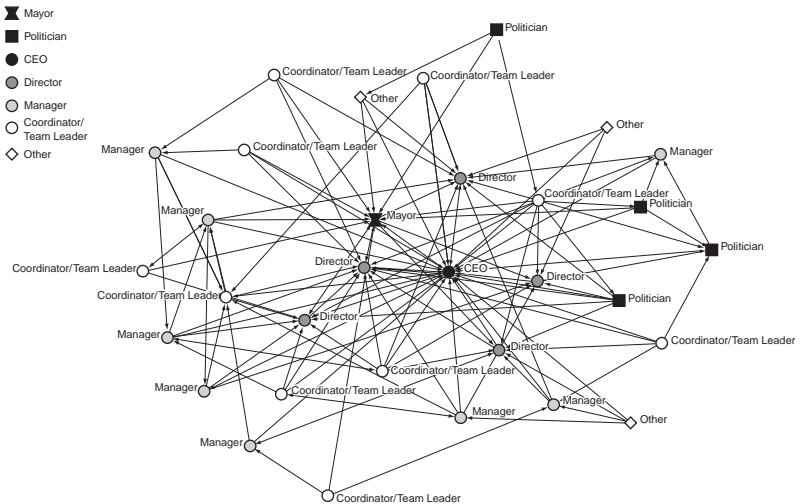 Mayor
Politician
CEO
Director
Manager
Coordinator/
Team Leader
Other
Politician
Coordinator/Team Leader
Coordinator/Team Leader
Other
Other
Coordinator/Team Leader
Manager
Manager
Director
Coordinator/Team Leader
Politician
Manager
Mayor
Politician
Coordinator/Team Leader
Director
CEO
Director
Coordinator/Team Leader
Politician
Director
Manager
Director
Coordinator/Team Leader
Coordinator/Team Leader
Manager
Coordinator/Team Leader
Manager
Manager
Other
Manager
Coordinator/Team Leader